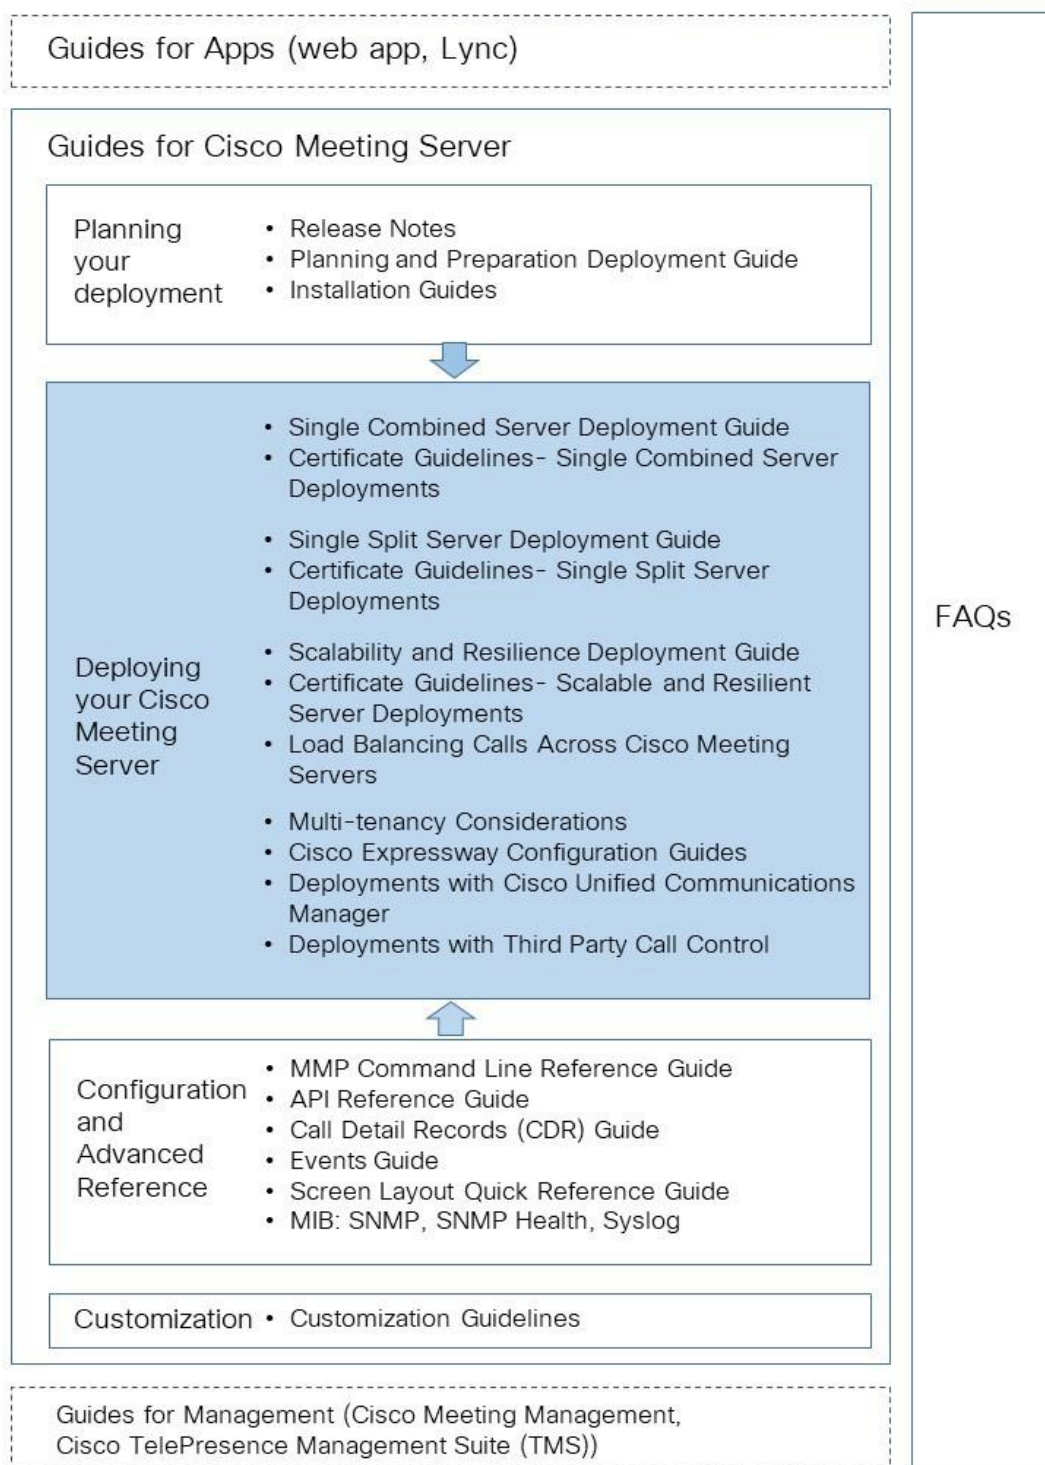 Guides for Apps (web app, Lync)
Guides for Cisco Meeting Server
Planning
your
deployment
• Release Notes
• Planning and Preparation Deployment Guide
• Installation Guides
Deploying
your Cisco
Meeting
Server
• Single Combined Server Deployment Guide
• Certificate Guidelines- Single Combined Server
Deployments
• Single Split Server Deployment Guide
• Certificate Guidelines- Single Split Server
Deployments
• Scalability and Resilience Deployment Guide
• Certificate Guidelines- Scalable and Resilient
Server Deployments
• Load Balancing Calls Across Cisco Meeting
Servers
• Multi-tenancy Considerations
• Cisco Expressway Configuration Guides
• Deployments with Cisco Unified Communications
Manager
• Deployments with Third Party Call Control
Configuration
and
Advanced
Reference
• MMP Command Line Reference Guide
• API Reference Guide
• Call Detail Records (CDR) Guide
• Events Guide
• Screen Layout Quick Reference Guide
• MIB: SNMP, SNMP Health, Syslog
Customization
• Customization Guidelines
Guides for Management (Cisco Meeting Management,
Cisco TelePresence Management Suite (TMS))
FAQs